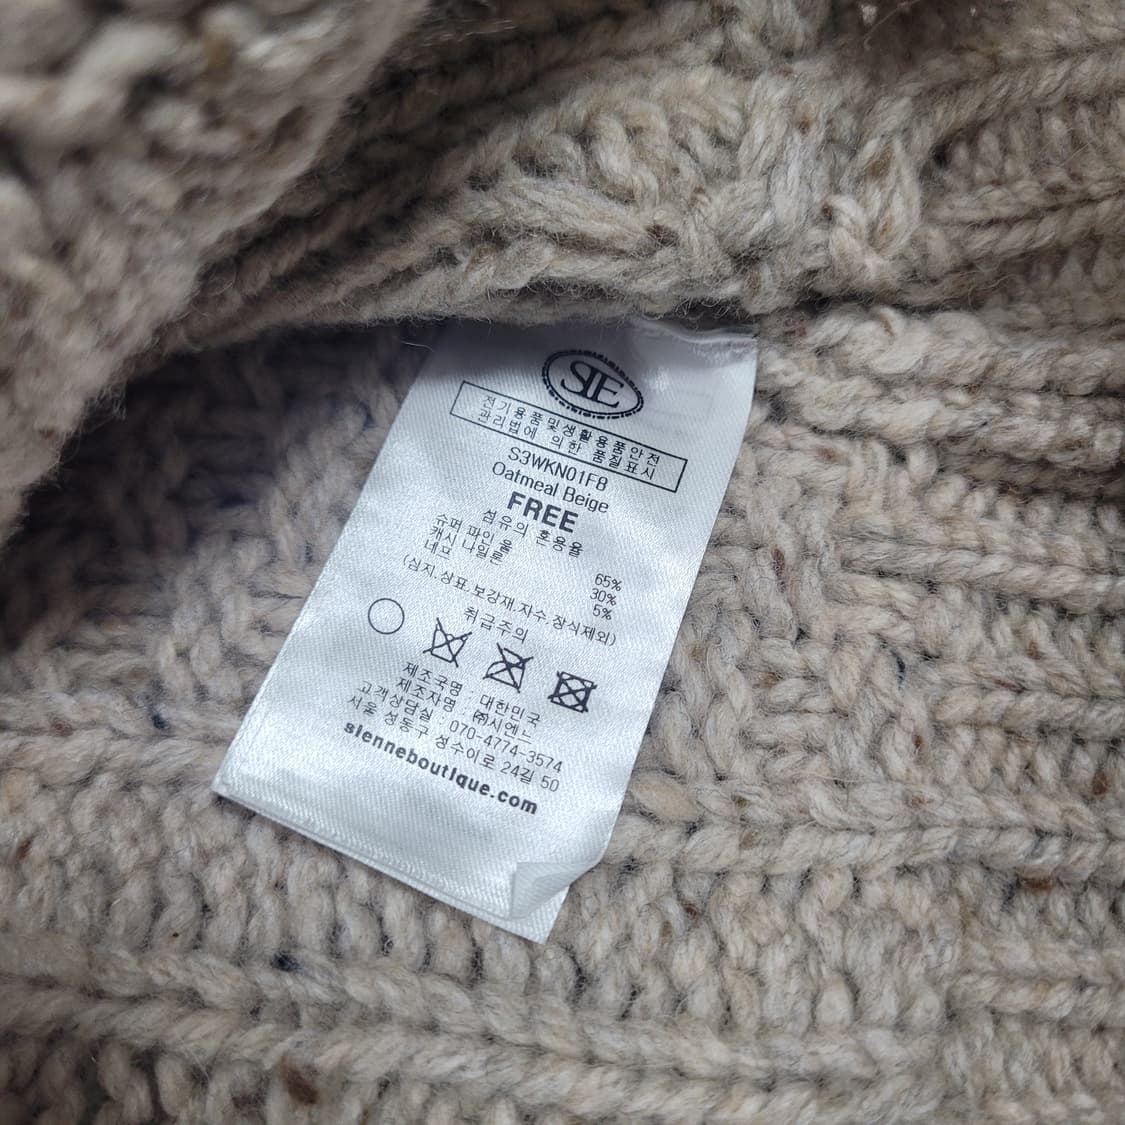 SIE
전기용품및생활용품안전
관리법에 의한 품질표시
S3WKN01F8
Oatmeal Beige
FREE
섬유의 혼용율
슈퍼 파인 울 65%
캐시 나일론 30%
네프 5%
(심지.상표.보강재.자수.장식제외)
취급주의
제조국명 : 대한민국
제조자명 : ㈜시엔느
고객상담실 : 070-4774-3574
서울 성동구 성수이로 24길 50
sienneboutique.com